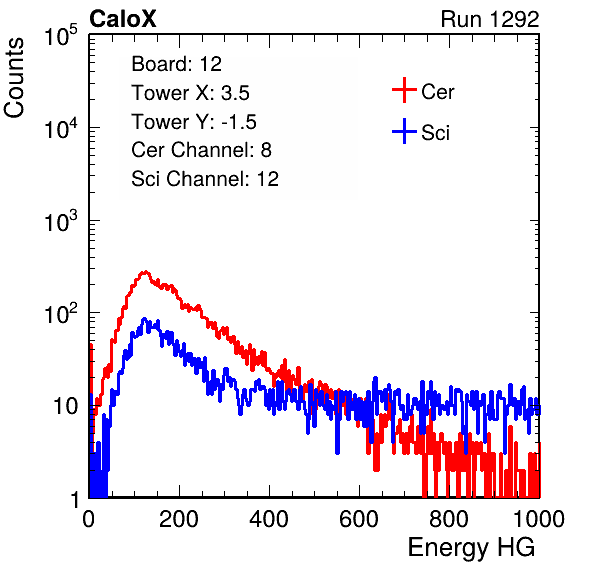 CaloX Run 1292
Counts
Board: 12
Tower X: 3.5
Tower Y: -1.5
Cer Channel: 8
Sci Channel: 12
Cer
Sci
10^5
10^4
10^3
10^2
10
1
0 200 400 600 800 1000
Energy HG